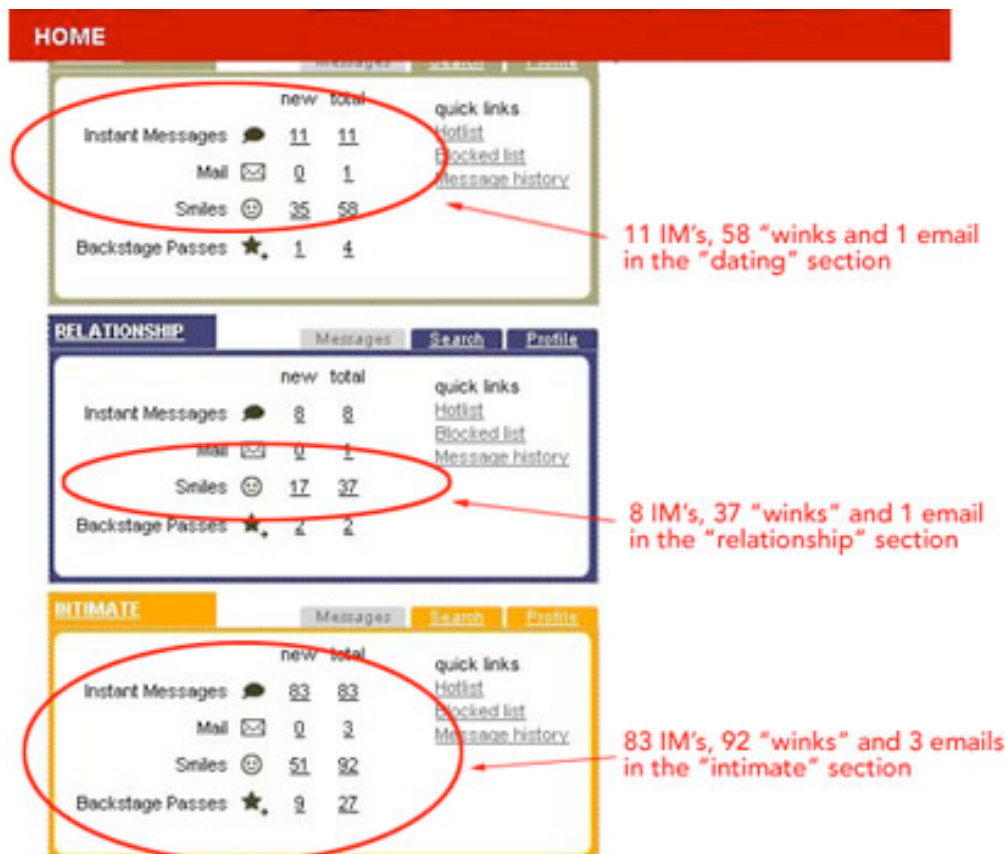 HOME
Messages
new total
quick links
Instant Messages 11 11
Hotlist
Mail 0 1
Blocked list
Message history
Smiles 35 58
Backstage Passes 1 4
11 IM's, 58 "winks and 1 email
in the "dating" section
RELATIONSHIP Messages Search Profile
new total
quick links
Instant Messages 8 8
Hotlist
Mail 0 1
Blocked list
Message history
Smiles 17 37
Backstage Passes 2 2
8 IM's, 37 "winks" and 1 email
in the "relationship" section
INTIMATE Messages Search Profile
new total
quick links
Instant Messages 83 83
Hotlist
Mail 0 3
Blocked list
Message history
Smiles 51 92
Backstage Passes 9 27
83 IM's, 92 "winks" and 3 emails
in the "intimate" section